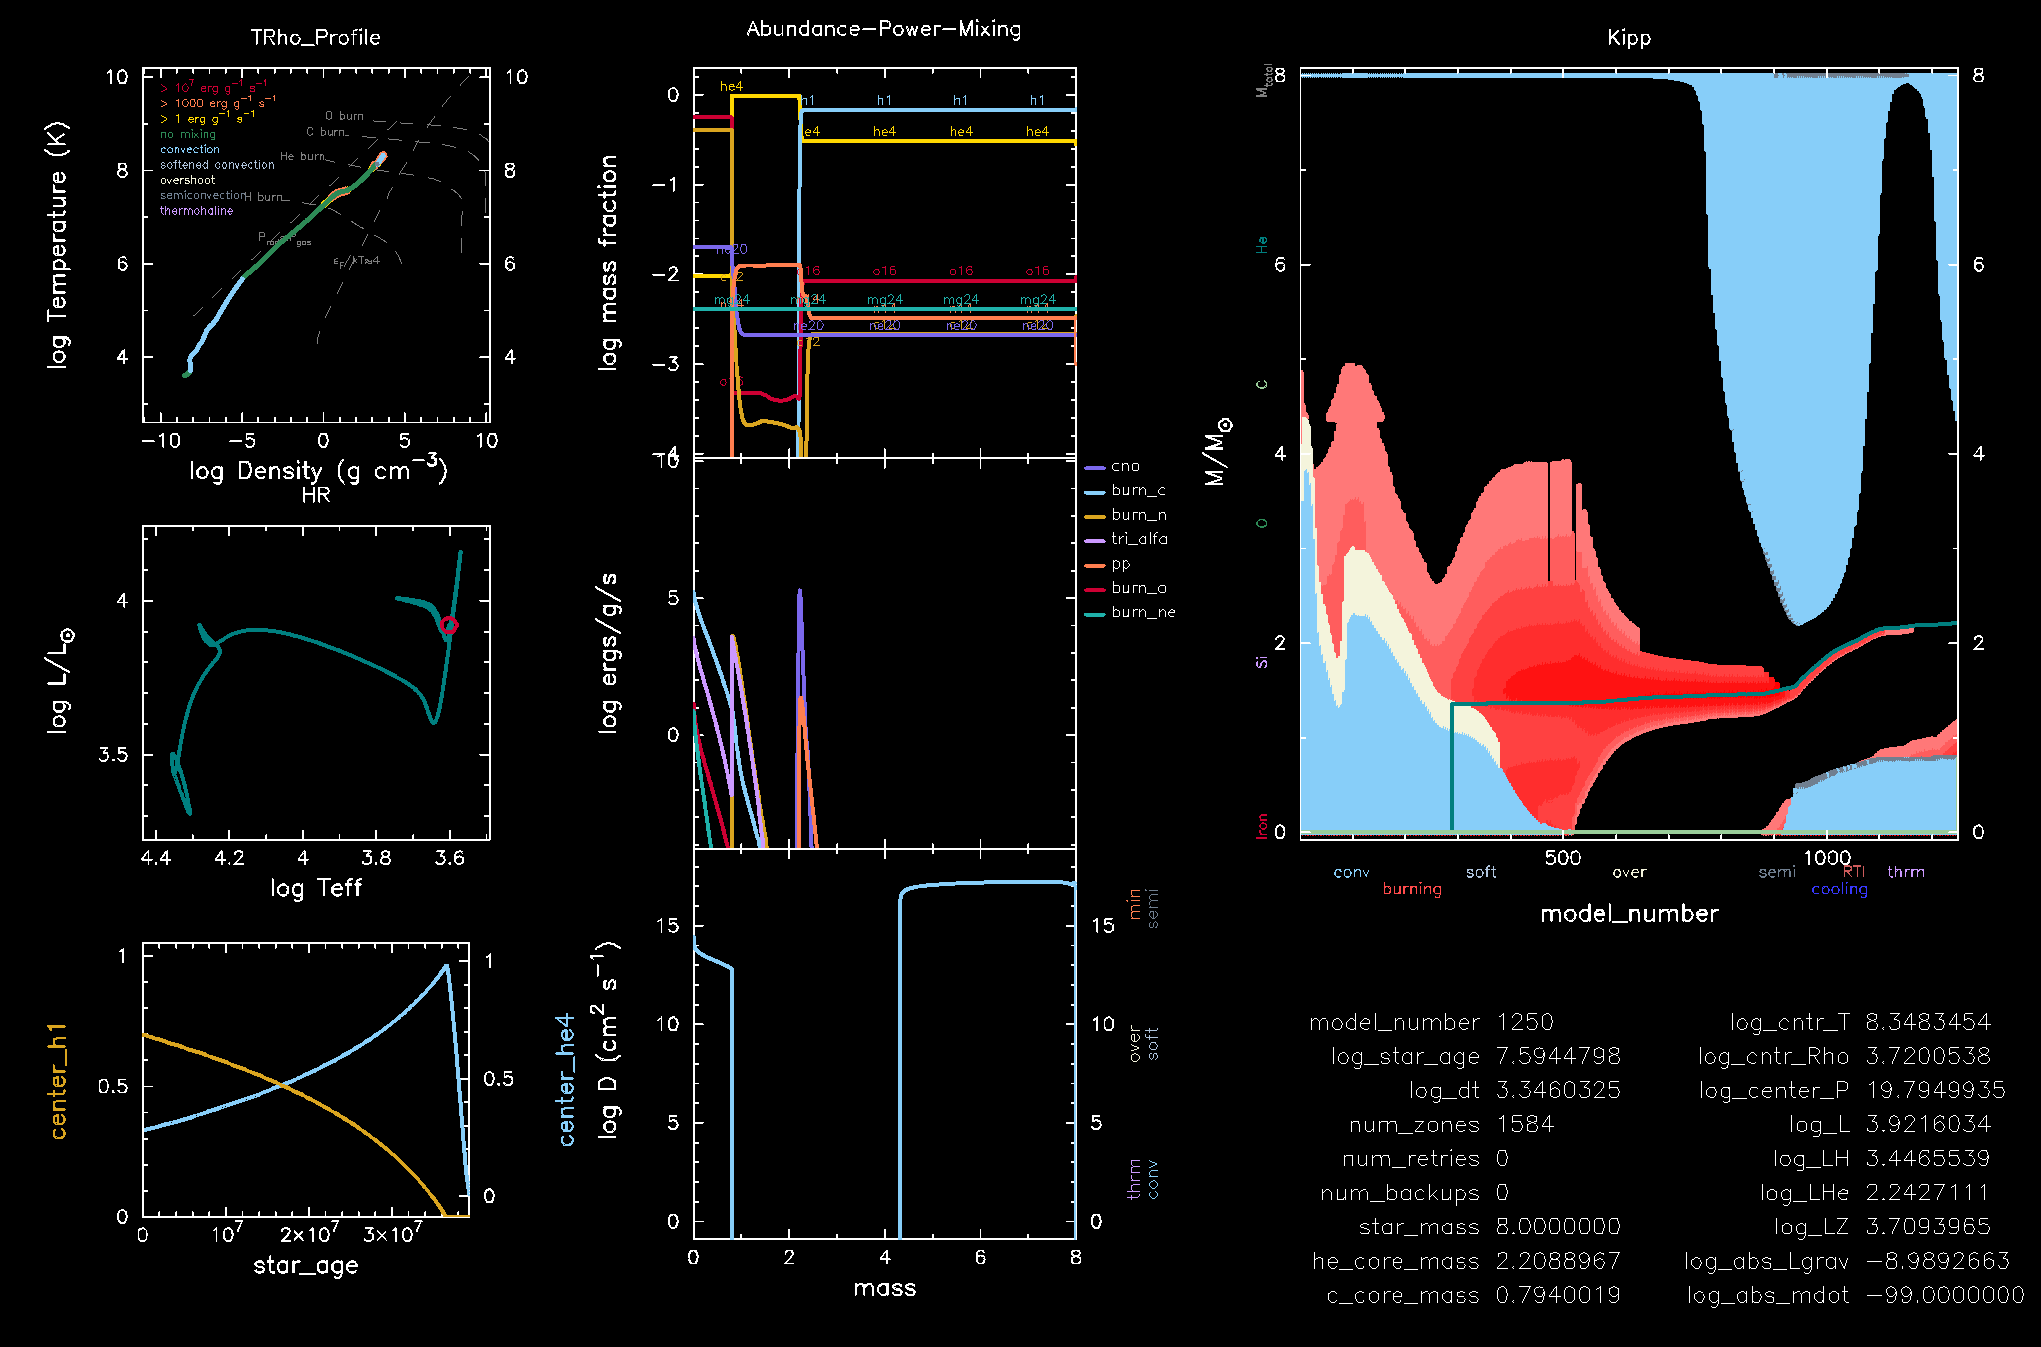 TRho_Profile
10
8
6
4
10
8
6
4
> 10⁷ erg g⁻¹ s⁻¹
> 1000 erg g⁻¹ s⁻¹
> 1 erg g⁻¹ s⁻¹
no mixing
convection
softened convection
overshoot
semiconvection
thermohaline
O burn
C burn
He burn
H burn
εF/kT≈4
log Temperature (K)
−10 −5 0 5 10
log Density (g cm⁻³)
HR
4
3.5
log L/L⊙
4.4 4.2 4 3.8 3.6
log Teff
1
0.5
0
1
0.5
0
center_h1
center_he4
0 10⁷ 2×10⁷ 3×10⁷
star_age
Abundance−Power−Mixing
0
−1
−2
−3
−4
log mass fraction
he4
h1 h1 h1 h1
he4 he4 he4
o16 o16 o16
mg24 mg24 mg24 mg24
ne20 ne20 ne20 ne20
10
5
0
log ergs/g/s
cno
burn_c
burn_n
tri_alfa
pp
burn_o
burn_ne
15
10
5
0
15
10
5
0
log D (cm² s⁻¹)
min
semi
over
soft
thrm
conv
0 2 4 6 8
mass
Kipp
8
6
4
2
0
8
6
4
2
0
Mtotal
He
C
O
Si
Iron
M/M⊙
500 1000
conv soft over semi RTI thrm
burning cooling
model_number
model_number 1250 log_cntr_T 8.3483454
log_star_age 7.5944798 log_cntr_Rho 3.7200538
log_dt 3.3460325 log_center_P 19.7949935
num_zones 1584 log_L 3.9216034
num_retries 0 log_LH 3.4465539
num_backups 0 log_LHe 2.2427111
star_mass 8.0000000 log_LZ 3.7093965
he_core_mass 2.2088967 log_abs_Lgrav −8.9892663
c_core_mass 0.7940019 log_abs_mdot −99.0000000